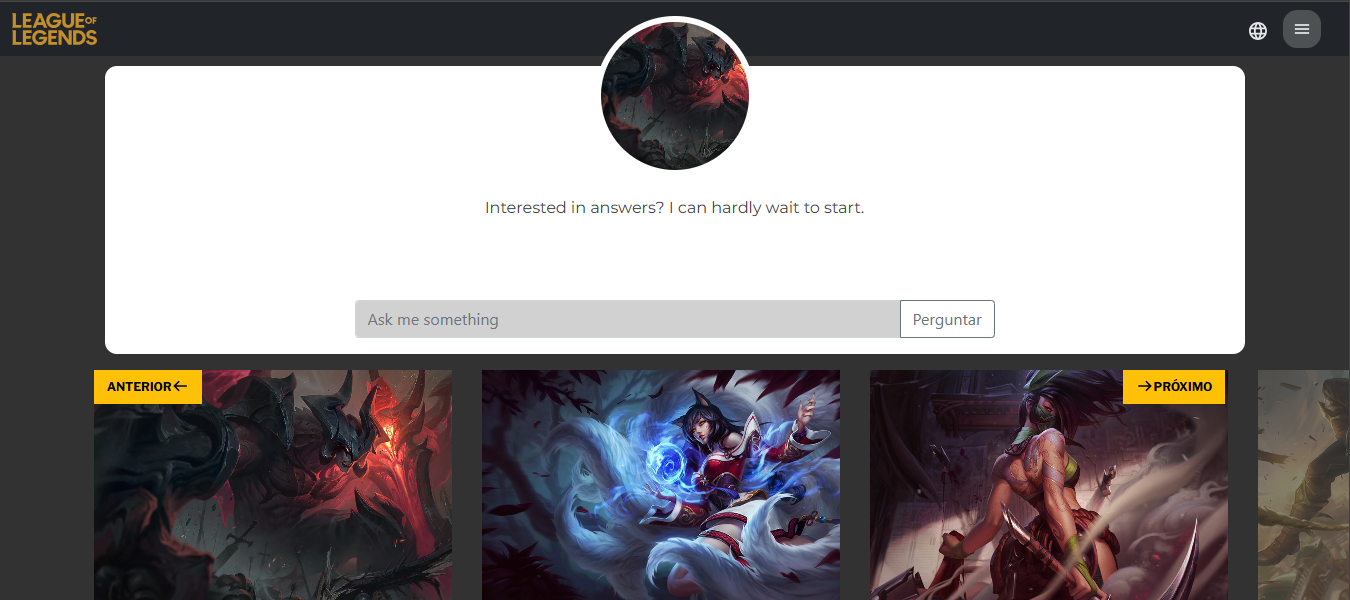 LEAGUE OF
LEGENDS
Interested in answers? I can hardly wait to start.
Ask me something
Perguntar
ANTERIOR←
→PRÓXIMO